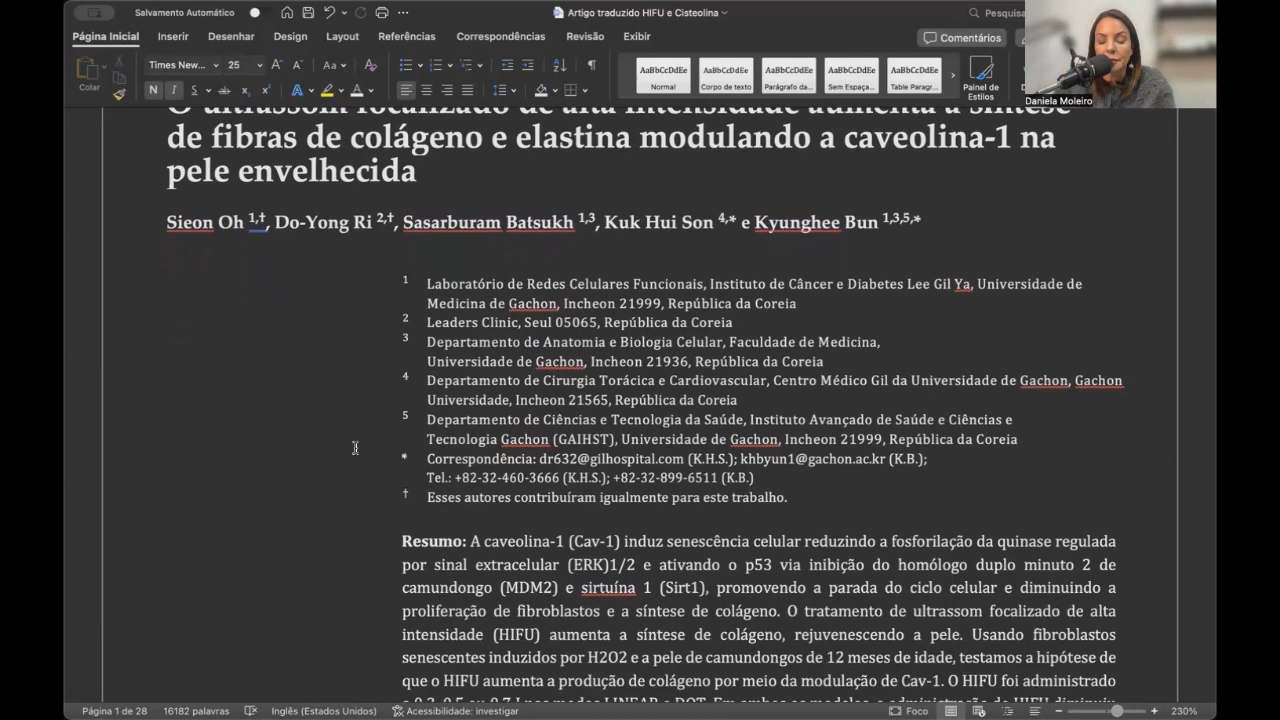 Salvamento Automático
Artigo traduzido HIFU e Cisteolina
Pesquisa
Página Inicial Inserir Desenhar Design Layout Referências Correspondências Revisão Exibir
Comentários
Colar
Times New... 25
N I S
AaBbCcDdEe AaBbCcDdEe AaBbCcDdEe AaBbCcDdEe AaBbCcDdEe
Normal Corpo de texto Parágrafo da... Sem Espaça... Table Paragr...
Painel de
Estilos
Daniela Moleiro
O ultrassom focalizado de alta intensidade aumenta a síntese
de fibras de colágeno e elastina modulando a caveolina-1 na
pele envelhecida
Sieon Oh 1,†, Do-Yong Ri 2,†, Sasarburam Batsukh 1,3, Kuk Hui Son 4,* e Kyunghee Bun 1,3,5,*
1 Laboratório de Redes Celulares Funcionais, Instituto de Câncer e Diabetes Lee Gil Ya, Universidade de
Medicina de Gachon, Incheon 21999, República da Coreia
2 Leaders Clinic, Seul 05065, República da Coreia
3 Departamento de Anatomia e Biologia Celular, Faculdade de Medicina,
Universidade de Gachon, Incheon 21936, República da Coreia
4 Departamento de Cirurgia Torácica e Cardiovascular, Centro Médico Gil da Universidade de Gachon, Gachon
Universidade, Incheon 21565, República da Coreia
5 Departamento de Ciências e Tecnologia da Saúde, Instituto Avançado de Saúde e Ciências e
Tecnologia Gachon (GAIHST), Universidade de Gachon, Incheon 21999, República da Coreia
* Correspondência: dr632@gilhospital.com (K.H.S.); khbyun1@gachon.ac.kr (K.B.);
Tel.: +82-32-460-3666 (K.H.S.); +82-32-899-6511 (K.B.)
† Esses autores contribuíram igualmente para este trabalho.
Resumo: A caveolina-1 (Cav-1) induz senescência celular reduzindo a fosforilação da quinase regulada
por sinal extracelular (ERK)1/2 e ativando o p53 via inibição do homólogo duplo minuto 2 de
camundongo (MDM2) e sirtuína 1 (Sirt1), promovendo a parada do ciclo celular e diminuindo a
proliferação de fibroblastos e a síntese de colágeno. O tratamento de ultrassom focalizado de alta
intensidade (HIFU) aumenta a síntese de colágeno, rejuvenescendo a pele. Usando fibroblastos
senescentes induzidos por H2O2 e a pele de camundongos de 12 meses de idade, testamos a hipótese de
que o HIFU aumenta a produção de colágeno por meio da modulação de Cav-1. O HIFU foi administrado
Página 1 de 28 16182 palavras Inglês (Estados Unidos) Acessibilidade: investigar Foco 230%